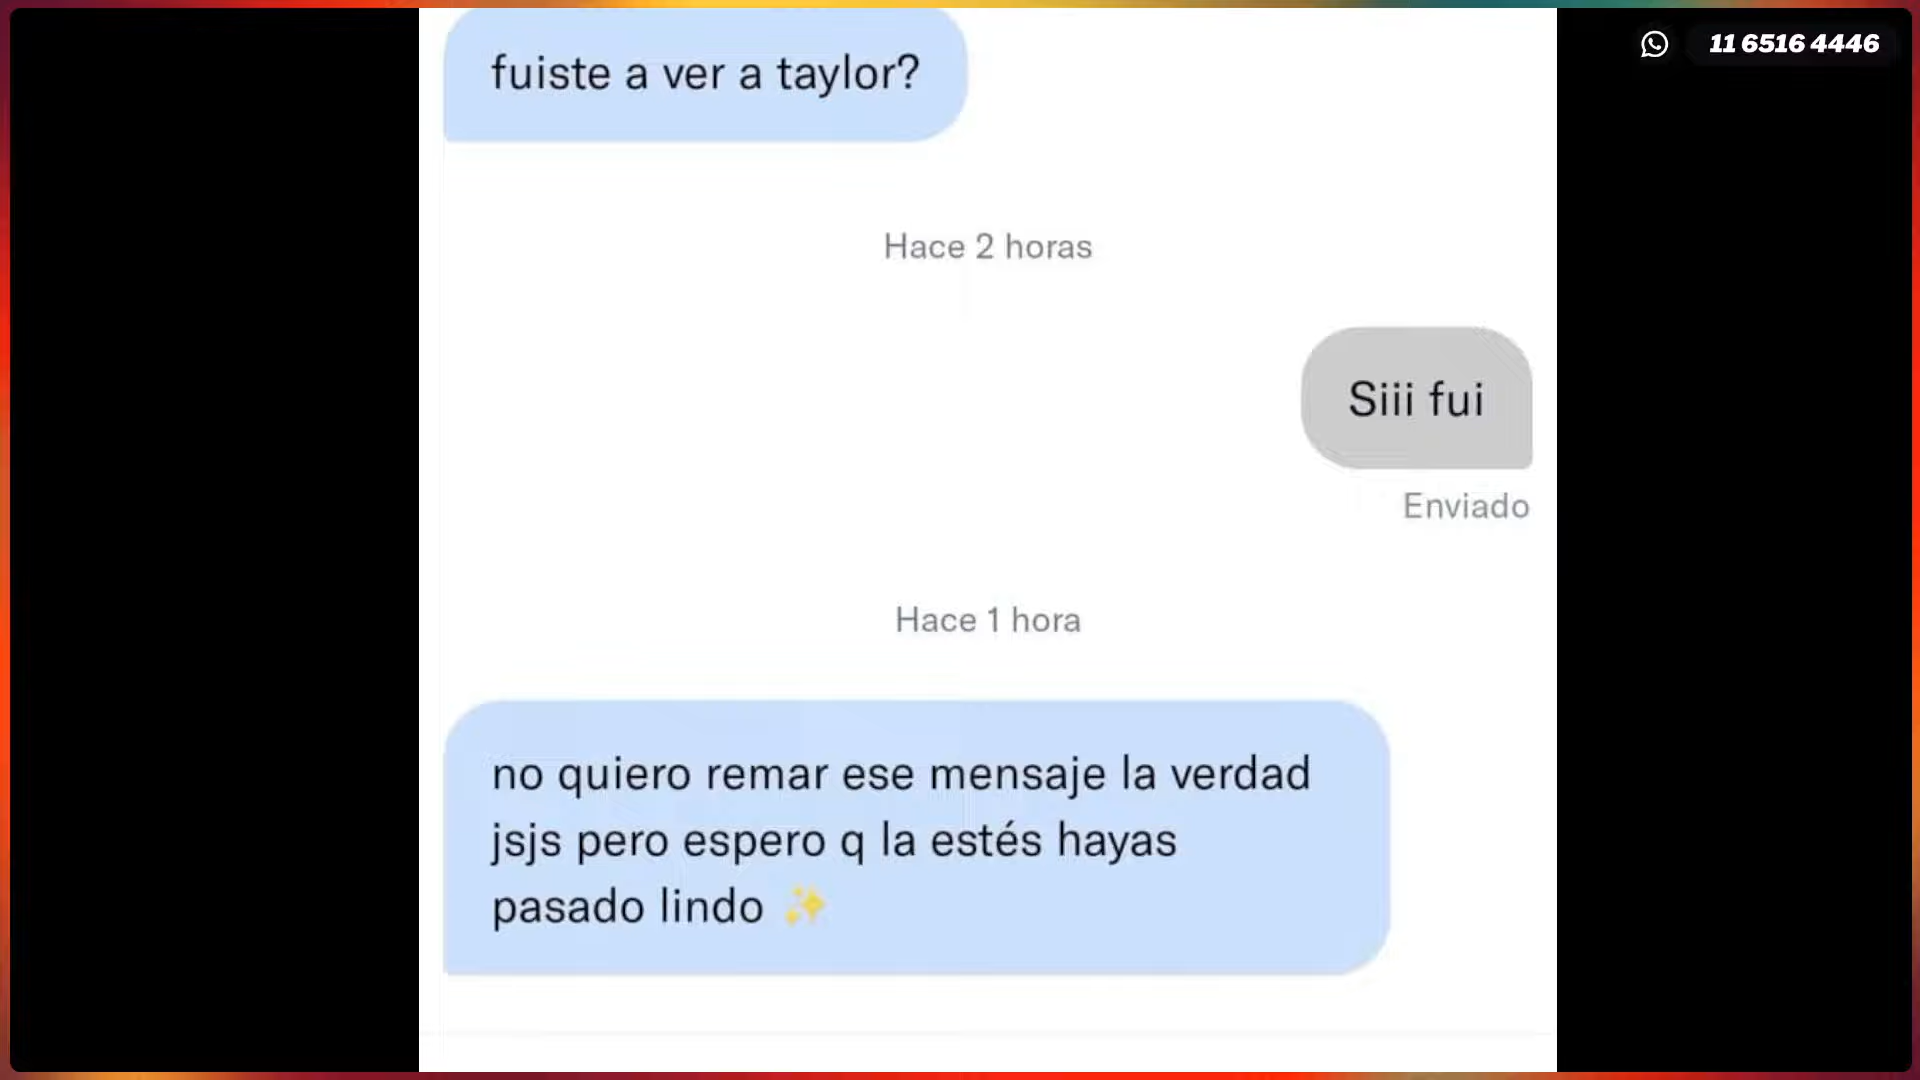 fuiste a ver a taylor?
11 6516 4446
Hace 2 horas
Siii fui
Enviado
Hace 1 hora
no quiero remar ese mensaje la verdad
jsjs pero espero q la estés hayas
pasado lindo ✨